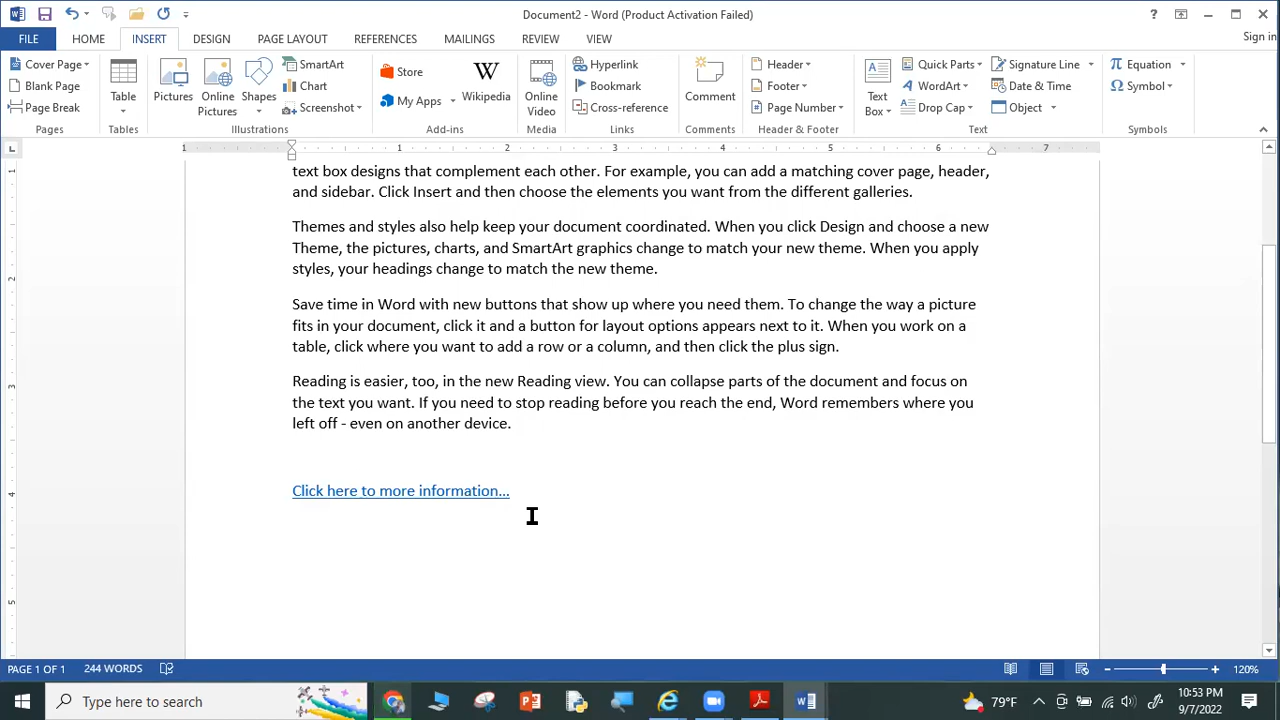 Document2 - Word (Product Activation Failed)
?
FILE HOME INSERT DESIGN PAGE LAYOUT REFERENCES MAILINGS REVIEW VIEW Sign in
Cover Page
Blank Page
Page Break
Pages
Table
Tables
Pictures
Online Pictures
Shapes
SmartArt
Chart
Screenshot
Illustrations
Store
My Apps
W
Wikipedia
Add-ins
Online Video
Media
Hyperlink
Bookmark
Cross-reference
Links
Comment
Comments
Header
Footer
Page Number
Header & Footer
Text Box
Quick Parts
WordArt
Drop Cap
Signature Line
Date & Time
Object
Text
Equation
Symbol
Symbols
1 1 2 3 4 5 6 7
1
2
3
4
5
text box designs that complement each other. For example, you can add a matching cover page, header,
and sidebar. Click Insert and then choose the elements you want from the different galleries.
Themes and styles also help keep your document coordinated. When you click Design and choose a new
Theme, the pictures, charts, and SmartArt graphics change to match your new theme. When you apply
styles, your headings change to match the new theme.
Save time in Word with new buttons that show up where you need them. To change the way a picture
fits in your document, click it and a button for layout options appears next to it. When you work on a
table, click where you want to add a row or a column, and then click the plus sign.
Reading is easier, too, in the new Reading view. You can collapse parts of the document and focus on
the text you want. If you need to stop reading before you reach the end, Word remembers where you
left off - even on another device.
Click here to more information...
PAGE 1 OF 1 244 WORDS 120%
Type here to search
79°F
10:53 PM
9/7/2022